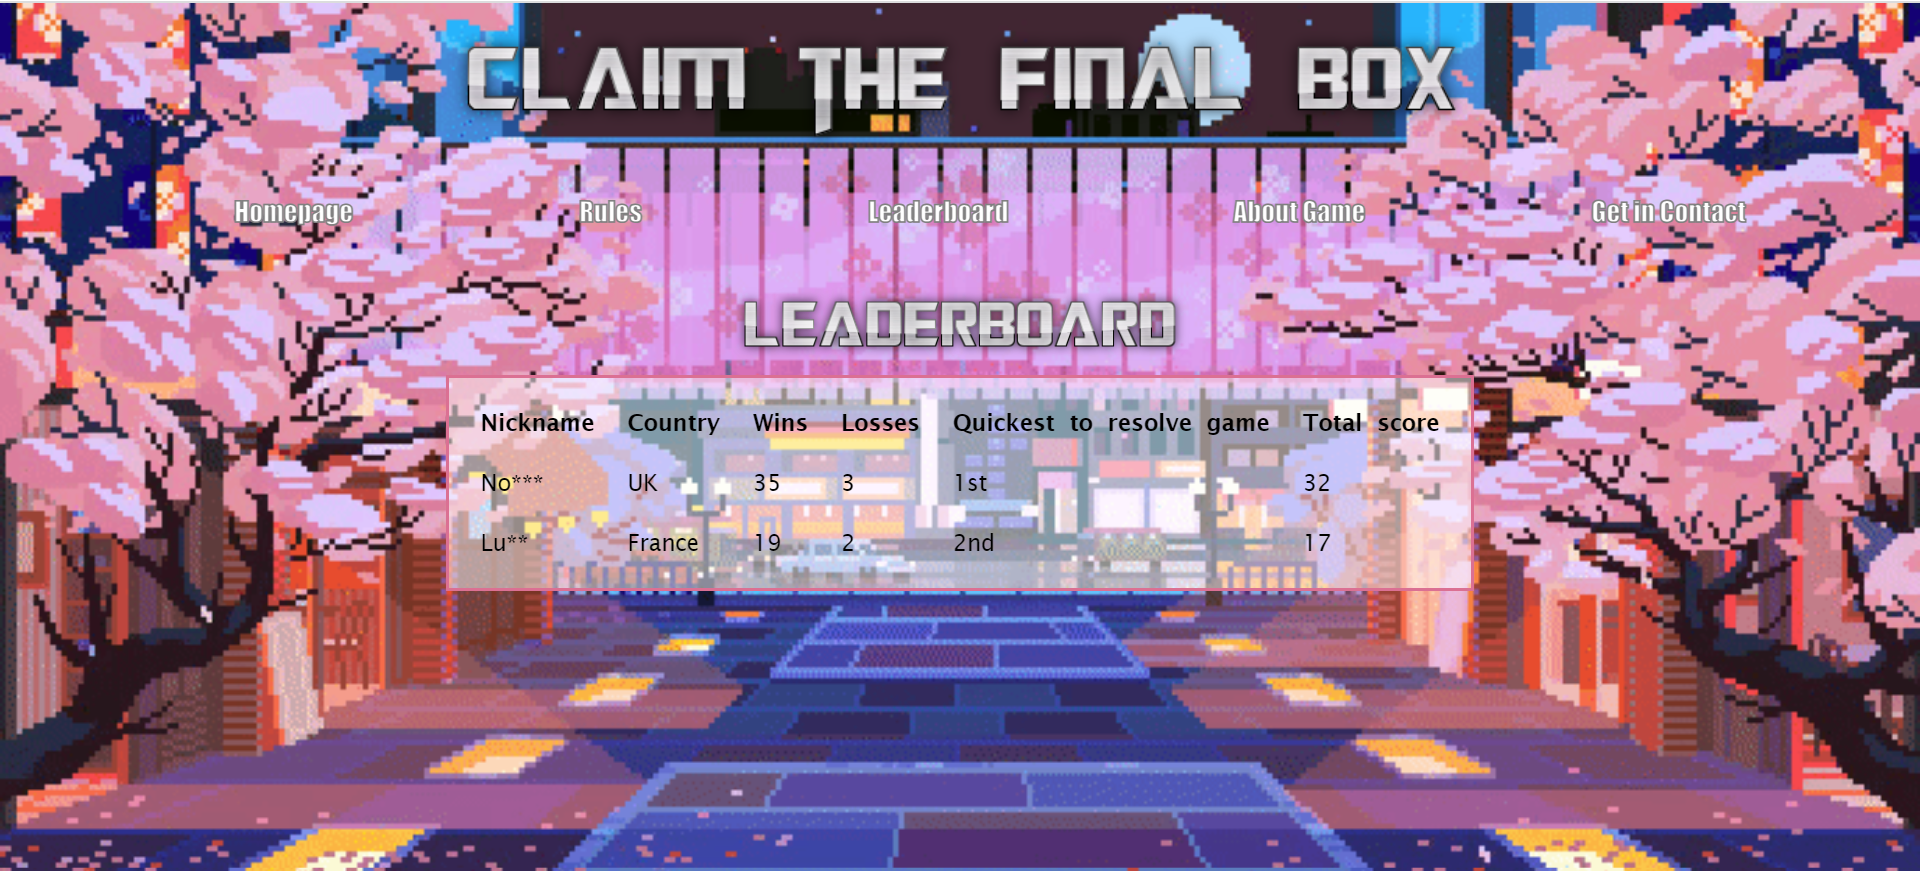 CLAIM THE FINAL BOX
Homepage Rules Leaderboard About Game Get in Contact
LEADERBOARD
Nickname Country Wins Losses Quickest to resolve game Total score
No*** UK 35 3 1st 32
Lu** France 19 2 2nd 17